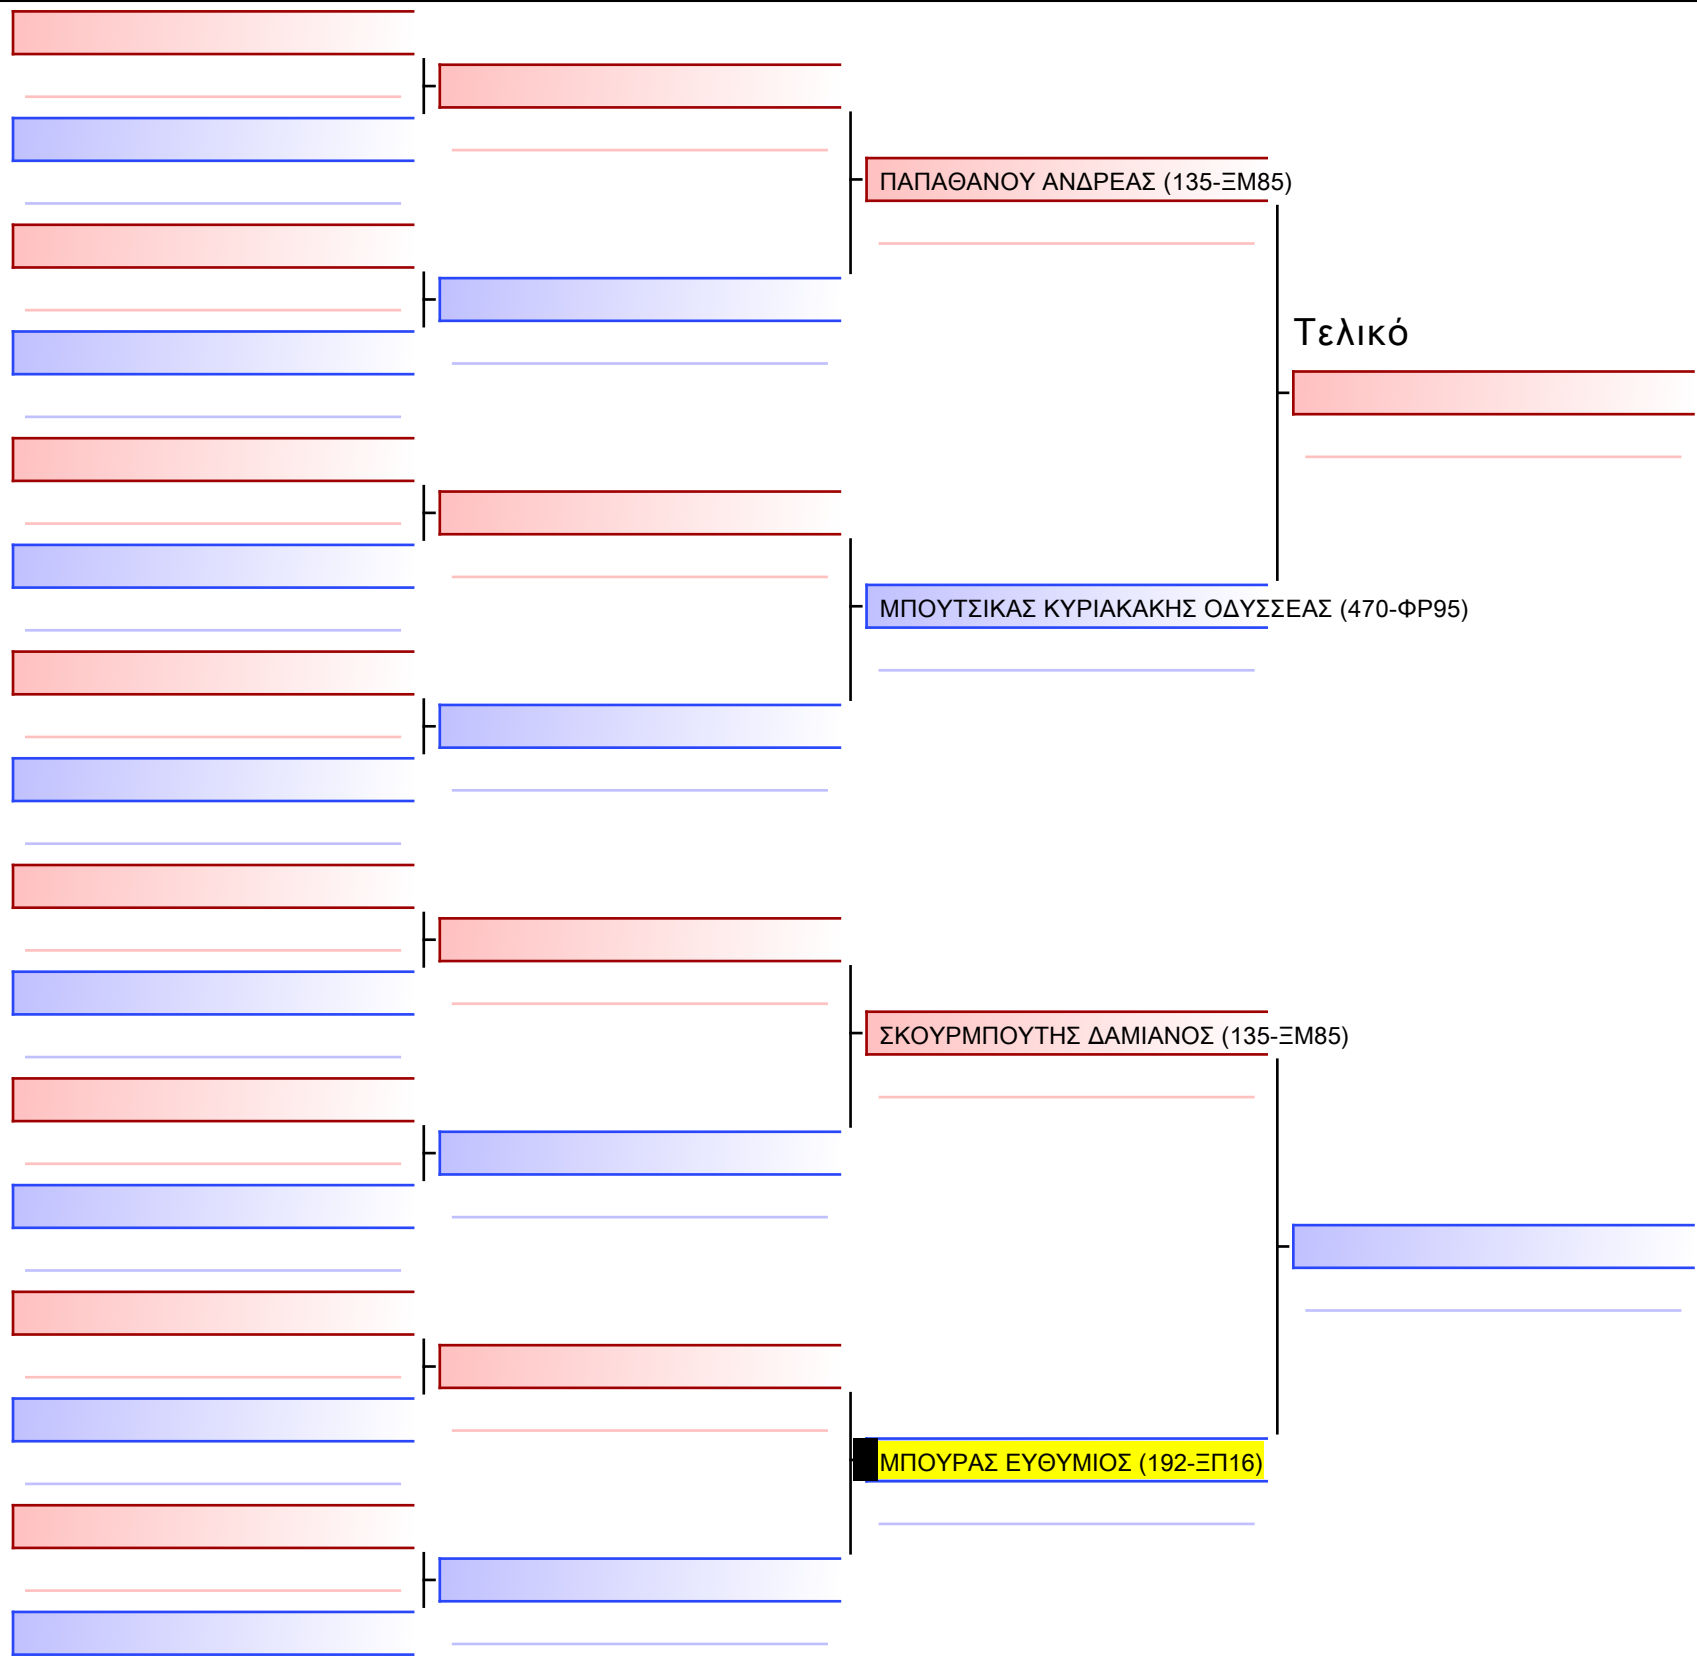 ΠΑΠΑΘΑΝΟΥ ΑΝΔΡΕΑΣ (135-ΞΜ85)
Τελικό
ΜΠΟΥΤΣΙΚΑΣ ΚΥΡΙΑΚΑΚΗΣ ΟΔΥΣΣΕΑΣ (470-ΦΡ95)
ΣΚΟΥΡΜΠΟΥΤΗΣ ΔΑΜΙΑΝΟΣ (135-ΞΜ85)
ΜΠΟΥΡΑΣ ΕΥΘΥΜΙΟΣ (192-ΞΠ16)